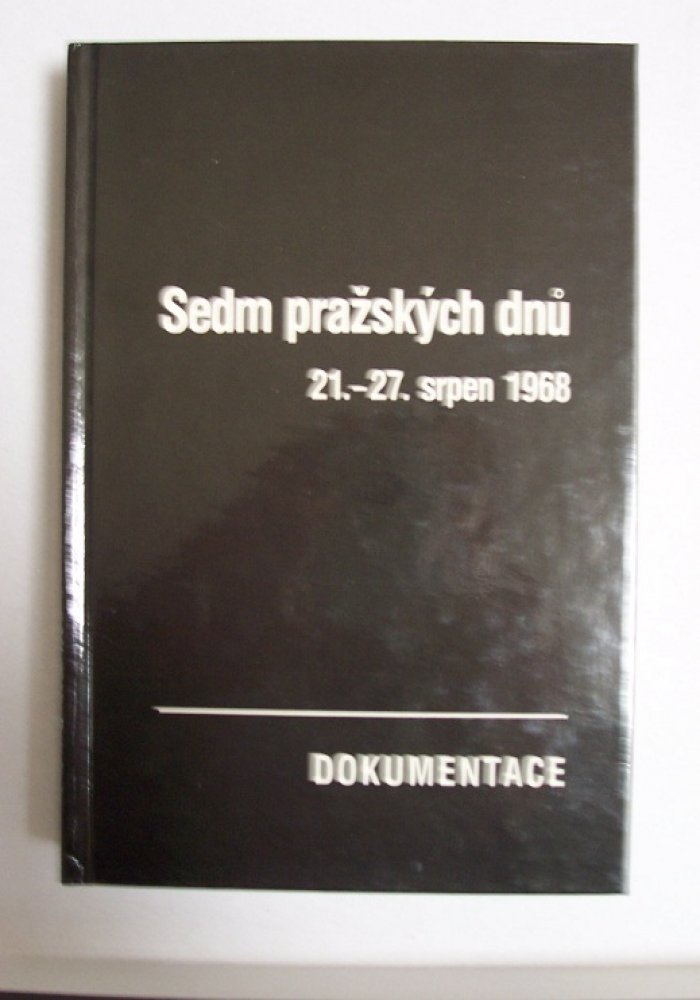 Sedm pražských dnů
21.–27. srpen 1968
DOKUMENTACE